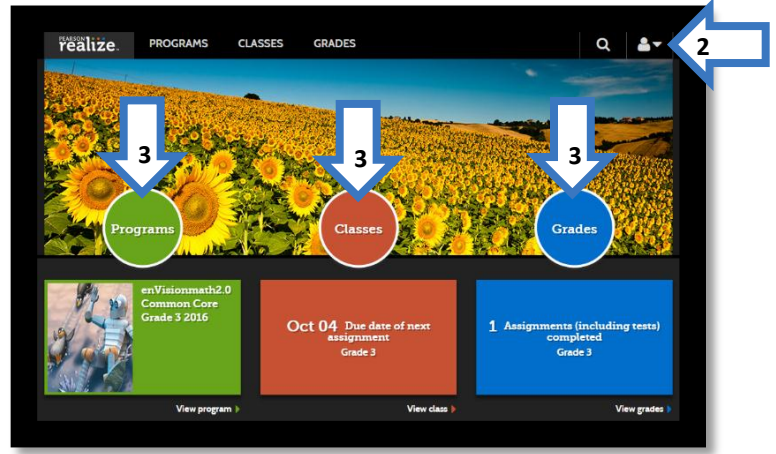 PEARSON
realize. PROGRAMS CLASSES GRADES
2
3 3 3
Programs Classes Grades
enVisionmath2.0
Common Core
Grade 3 2016
Oct 04 Due date of next
assignment
Grade 3
1 Assignments (including tests)
completed
Grade 3
View program View class View grades